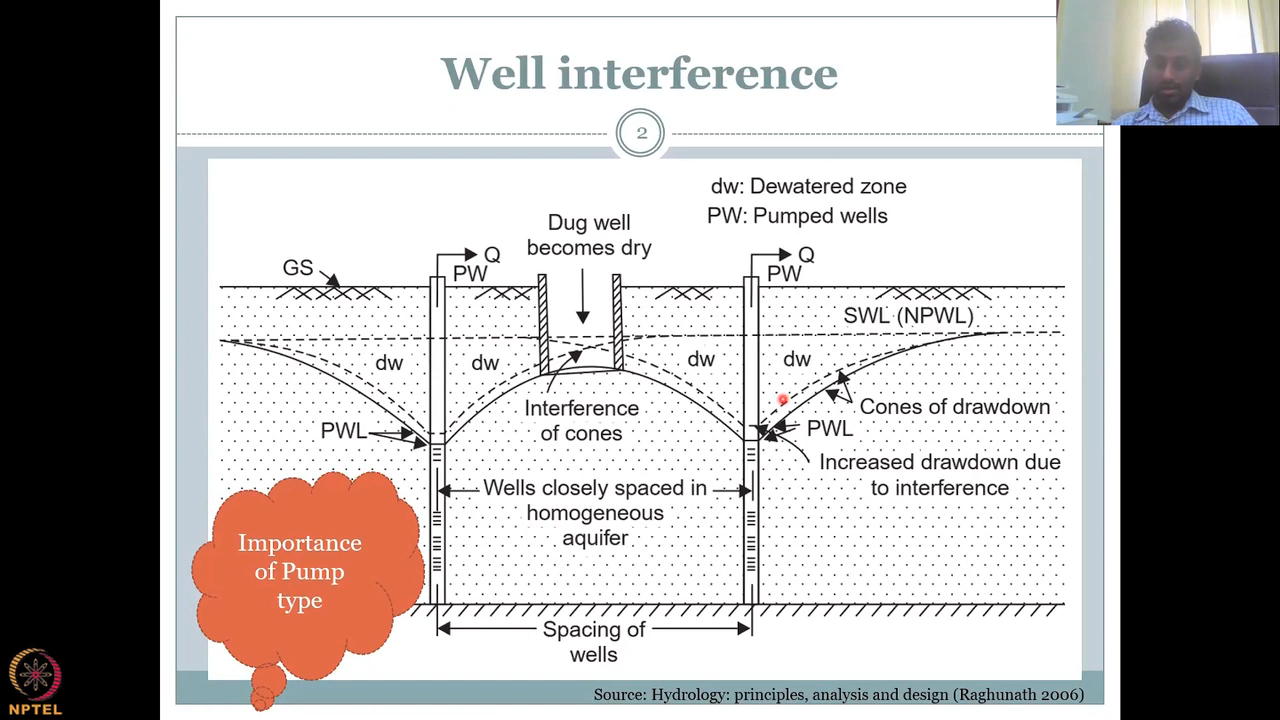 Well interference
2
dw: Dewatered zone
PW: Pumped wells
Dug well
becomes dry
GS
Q
PW
Q
PW
SWL (NPWL)
dw
dw
dw
dw
Interference
of cones
Cones of drawdown
PWL
PWL
Increased drawdown due
to interference
Wells closely spaced in
homogeneous
aquifer
Importance
of Pump
type
Spacing of
wells
Source: Hydrology: principles, analysis and design (Raghunath 2006)
NPTEL